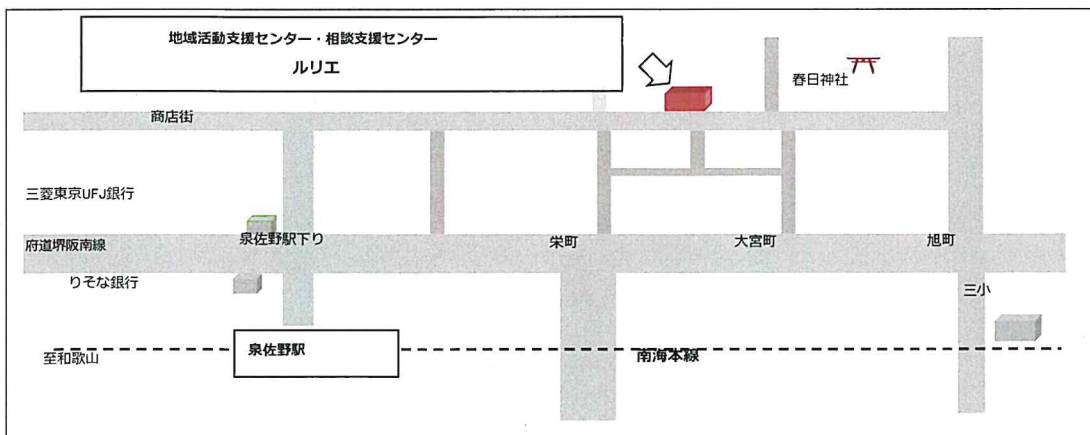 地域活動支援センター・相談支援センター
ルリエ
春日神社
商店街
三菱東京UFJ銀行
泉佐野駅下り
府道堺阪南線
栄町
大宮町
旭町
りそな銀行
三小
泉佐野駅
至和歌山
南海本線